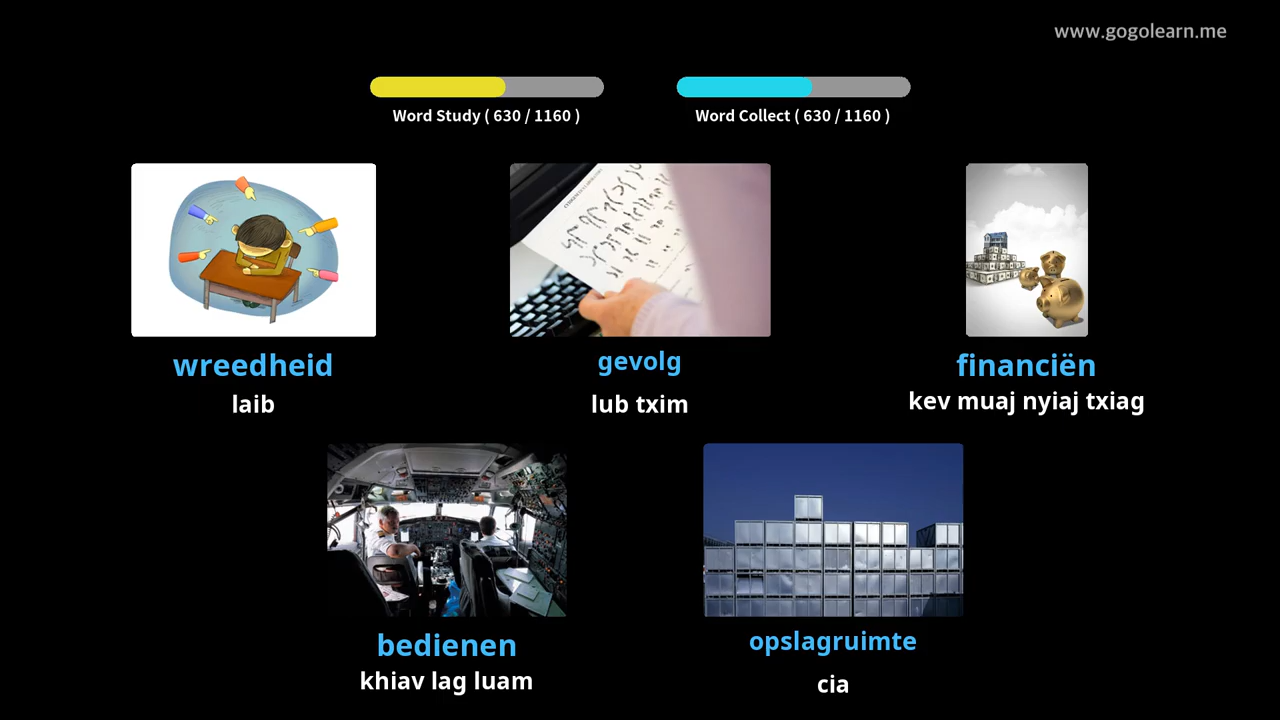 www.gogolearn.me
Word Study ( 630 / 1160 )
Word Collect ( 630 / 1160 )
wreedheid
laib
gevolg
lub txim
financiën
kev muaj nyiaj txiag
bedienen
khiav lag luam
opslagruimte
cia